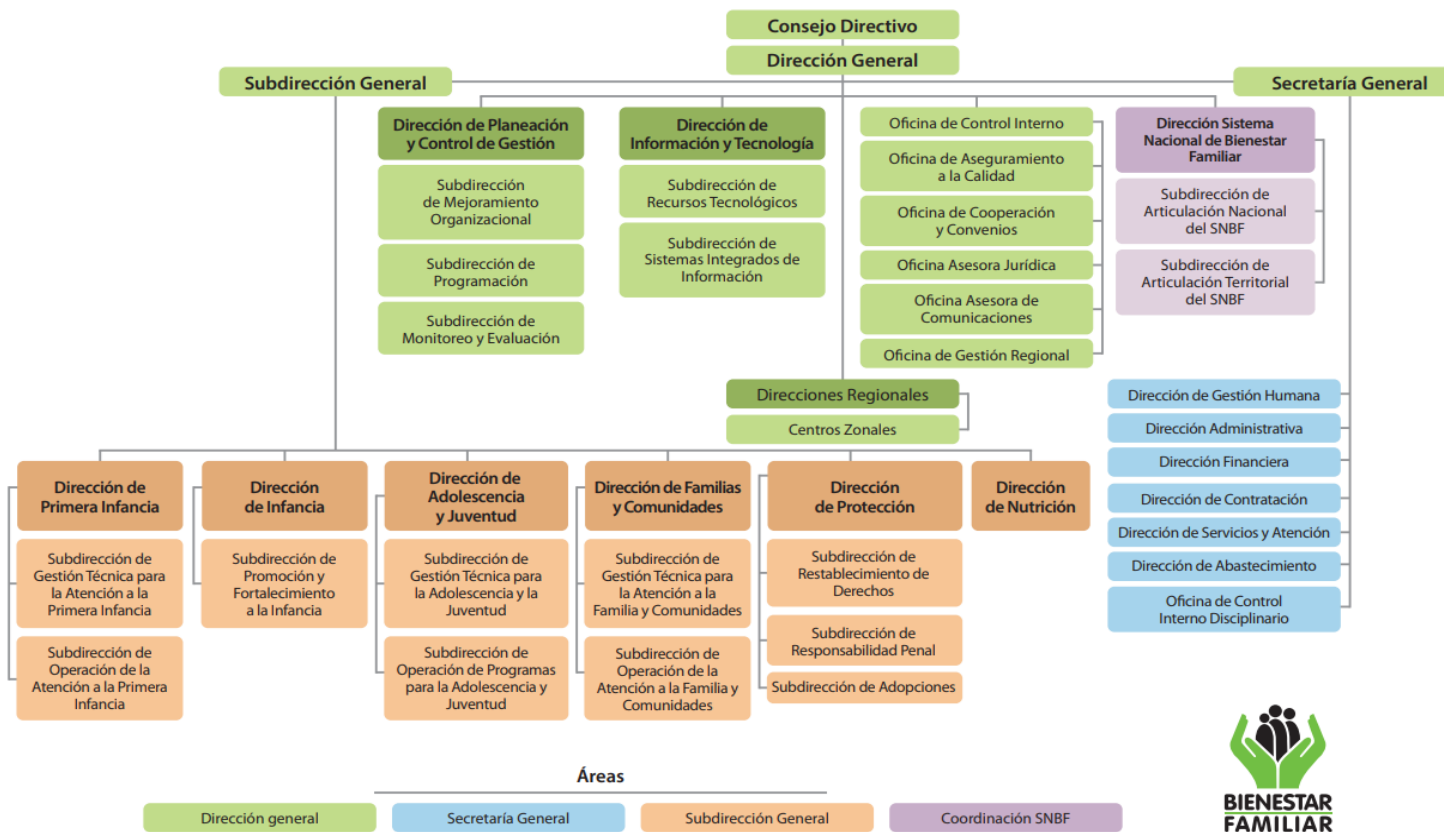 Consejo Directivo
Dirección General
Subdirección General
Secretaría General
Dirección de Planeación
y Control de Gestión
Subdirección
de Mejoramiento
Organizacional
Subdirección de
Programación
Subdirección de
Monitoreo y Evaluación
Dirección de
Información y Tecnología
Subdirección de
Recursos Tecnológicos
Subdirección de
Sistemas Integrados de
Información
Oficina de Control Interno
Oficina de Aseguramiento
a la Calidad
Oficina de Cooperación
y Convenios
Oficina Asesora Jurídica
Oficina Asesora de
Comunicaciones
Oficina de Gestión Regional
Dirección Sistema
Nacional de Bienestar
Familiar
Subdirección de
Articulación Nacional
del SNBF
Subdirección de
Articulación Territorial
del SNBF
Direcciones Regionales
Centros Zonales
Dirección de Gestión Humana
Dirección Administrativa
Dirección Financiera
Dirección de Contratación
Dirección de Servicios y Atención
Dirección de Abastecimiento
Oficina de Control
Interno Disciplinario
Dirección de
Primera Infancia
Subdirección de
Gestión Técnica para
la Atención a la
Primera Infancia
Subdirección de
Operación de la
Atención a la Primera
Infancia
Dirección
de Infancia
Subdirección de
Promoción y
Fortalecimiento
a la Infancia
Dirección de
Adolescencia
y Juventud
Subdirección de
Gestión Técnica para
la Adolescencia y la
Juventud
Subdirección de
Operación de Programas
para la Adolescencia y
Juventud
Dirección de Familias
y Comunidades
Subdirección de
Gestión Técnica para
la Atención a la
Familia y Comunidades
Subdirección de
Operación de la
Atención a la Familia y
Comunidades
Dirección
de Protección
Subdirección de
Restablecimiento de
Derechos
Subdirección de
Responsabilidad Penal
Subdirección de Adopciones
Dirección
de Nutrición
Áreas
Dirección general
Secretaría General
Subdirección General
Coordinación SNBF
BIENESTAR
FAMILIAR